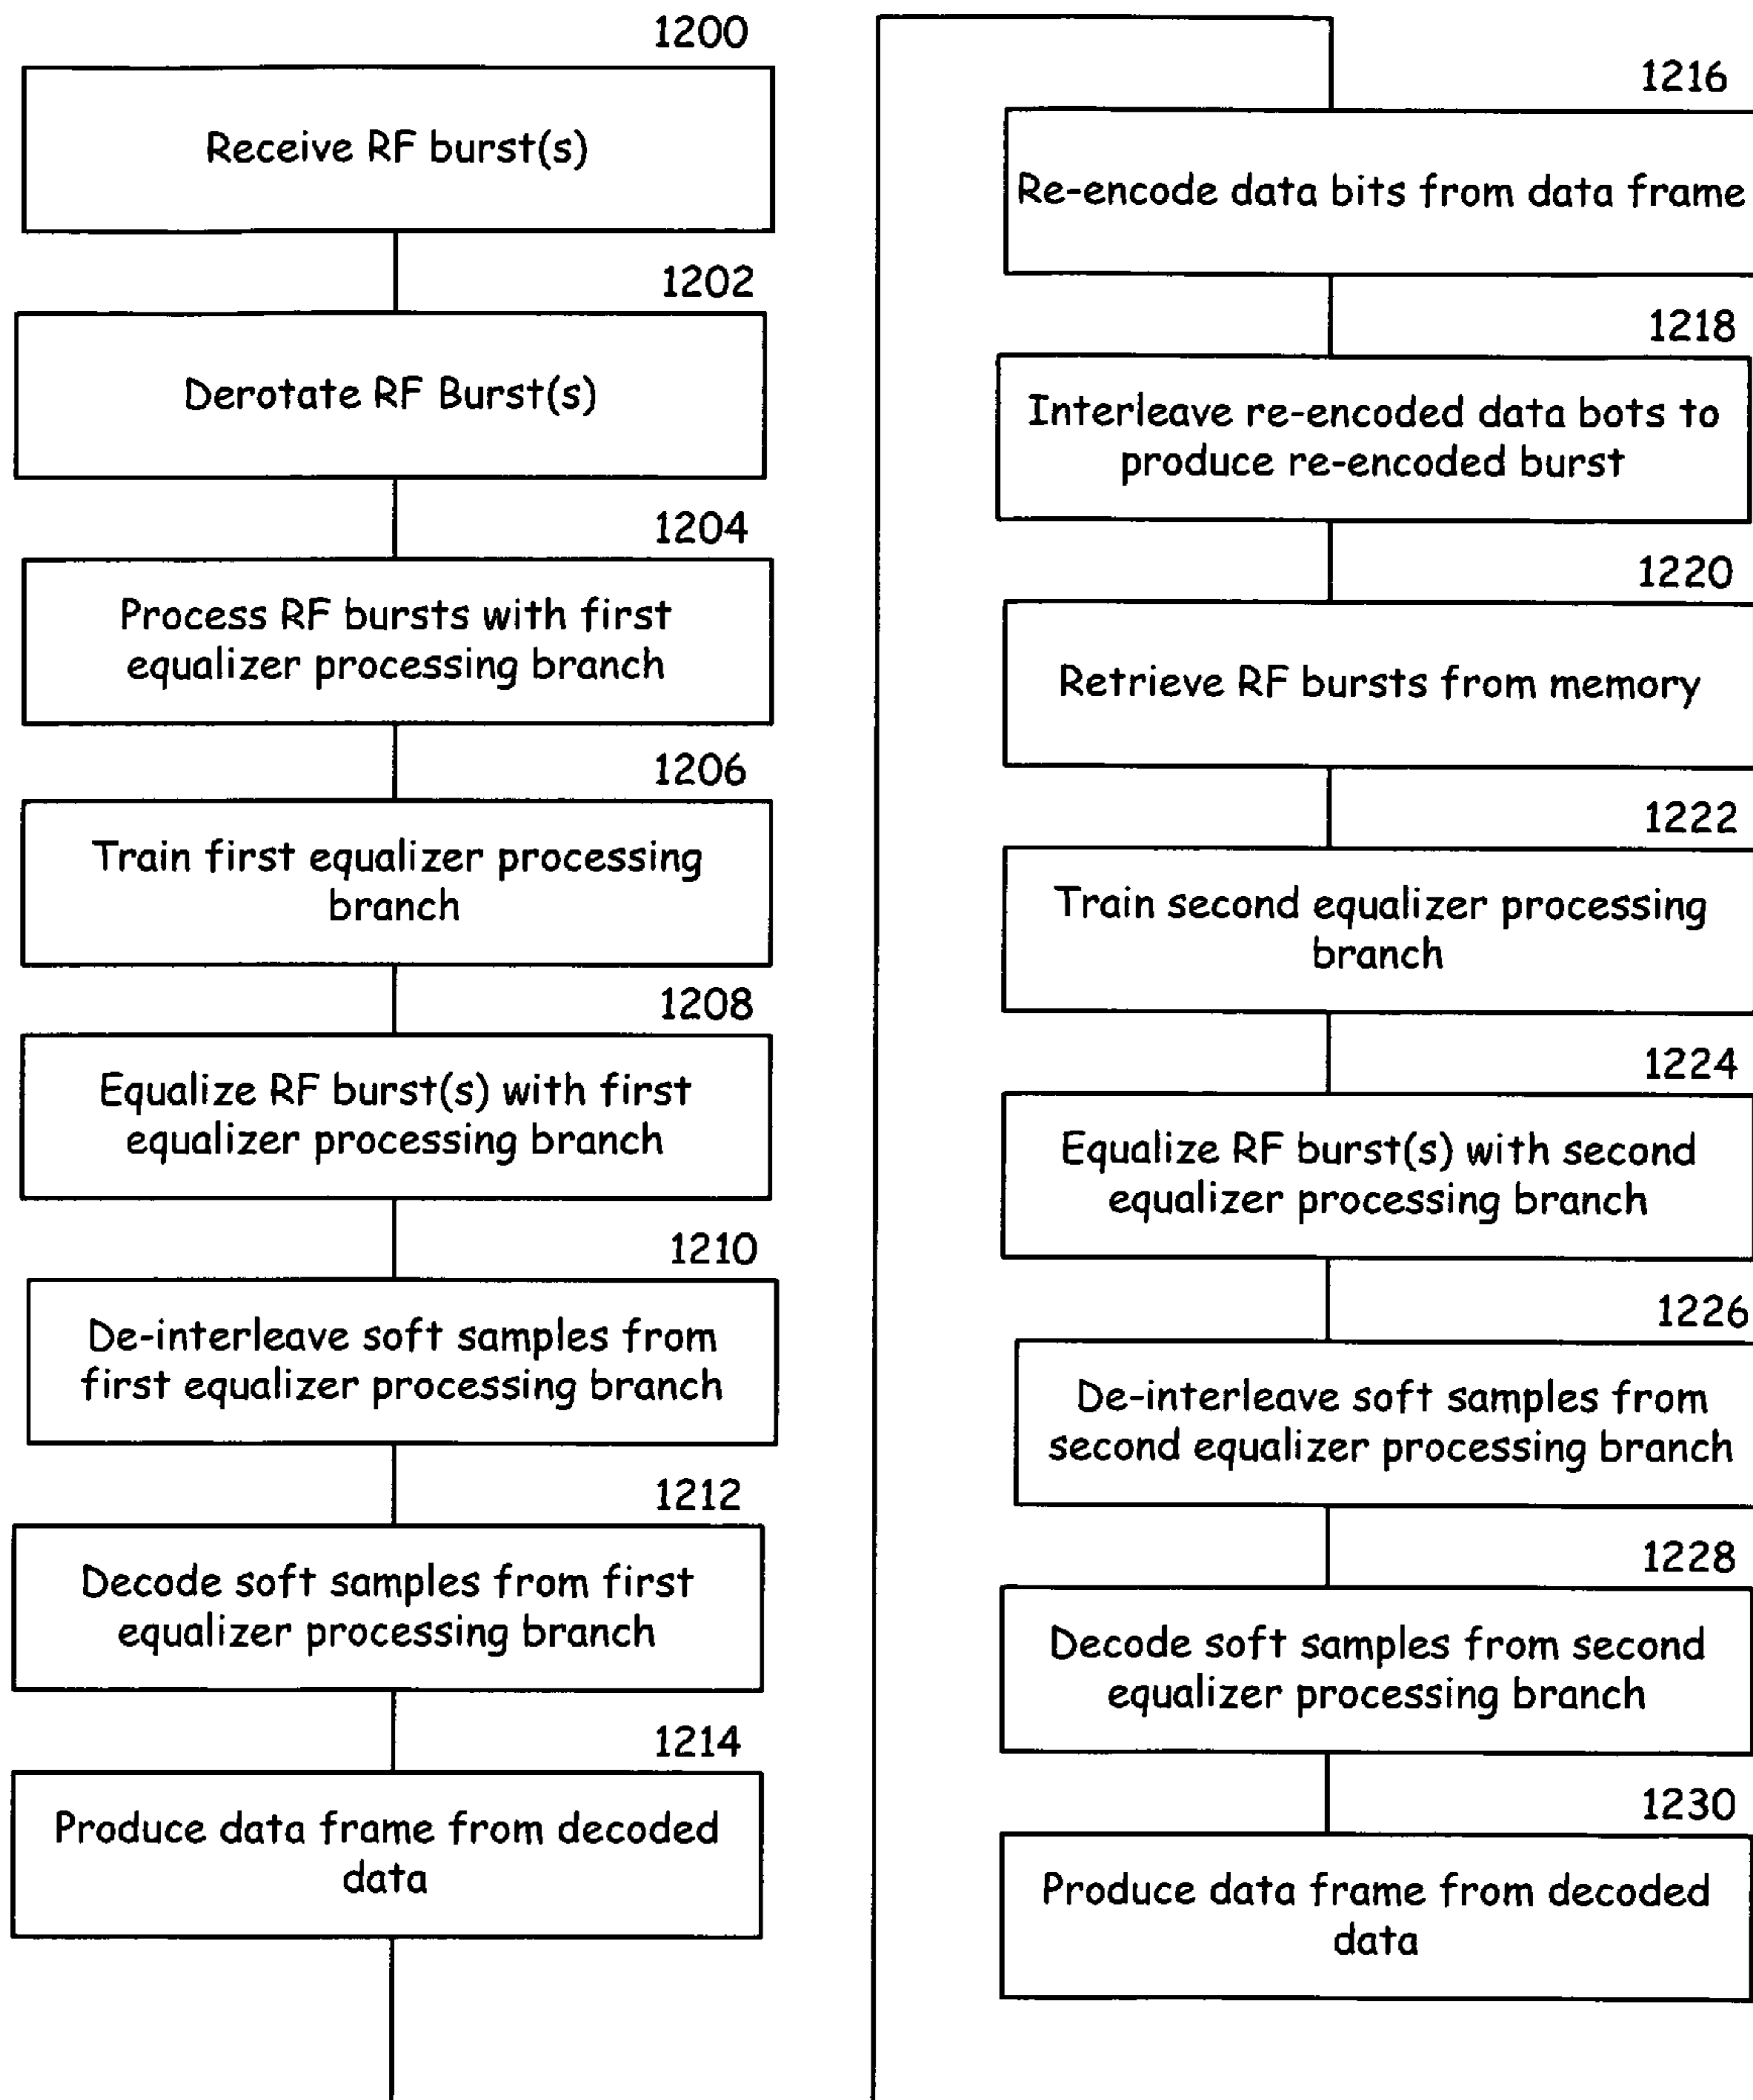 1200
Receive RF burst(s)
1202
Derotate RF Burst(s)
1204
Process RF bursts with first
equalizer processing branch
1206
Train first equalizer processing
branch
1208
Equalize RF burst(s) with first
equalizer processing branch
1210
De-interleave soft samples from
first equalizer processing branch
1212
Decode soft samples from first
equalizer processing branch
1214
Produce data frame from decoded
data
1216
Re-encode data bits from data frame
1218
Interleave re-encoded data bots to
produce re-encoded burst
1220
Retrieve RF bursts from memory
1222
Train second equalizer processing
branch
1224
Equalize RF burst(s) with second
equalizer processing branch
1226
De-interleave soft samples from
second equalizer processing branch
1228
Decode soft samples from second
equalizer processing branch
1230
Produce data frame from decoded
data